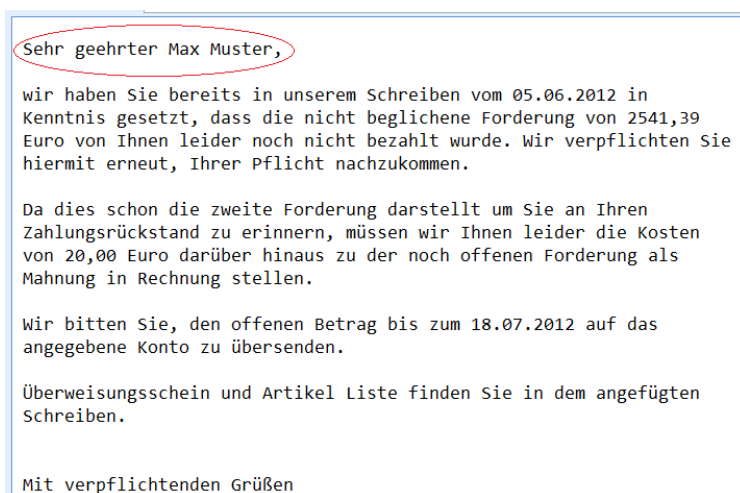 Sehr geehrter Max Muster,
wir haben Sie bereits in unserem Schreiben vom 05.06.2012 in
Kenntnis gesetzt, dass die nicht beglichene Forderung von 2541,39
Euro von Ihnen leider noch nicht bezahlt wurde. Wir verpflichten Sie
hiermit erneut, Ihrer Pflicht nachzukommen.
Da dies schon die zweite Forderung darstellt um Sie an Ihren
Zahlungsrückstand zu erinnern, müssen wir Ihnen leider die Kosten
von 20,00 Euro darüber hinaus zu der noch offenen Forderung als
Mahnung in Rechnung stellen.
Wir bitten Sie, den offenen Betrag bis zum 18.07.2012 auf das
angegebene Konto zu übersenden.
Überweisungsschein und Artikel Liste finden Sie in dem angefügten
Schreiben.
Mit verpflichtenden Grüßen